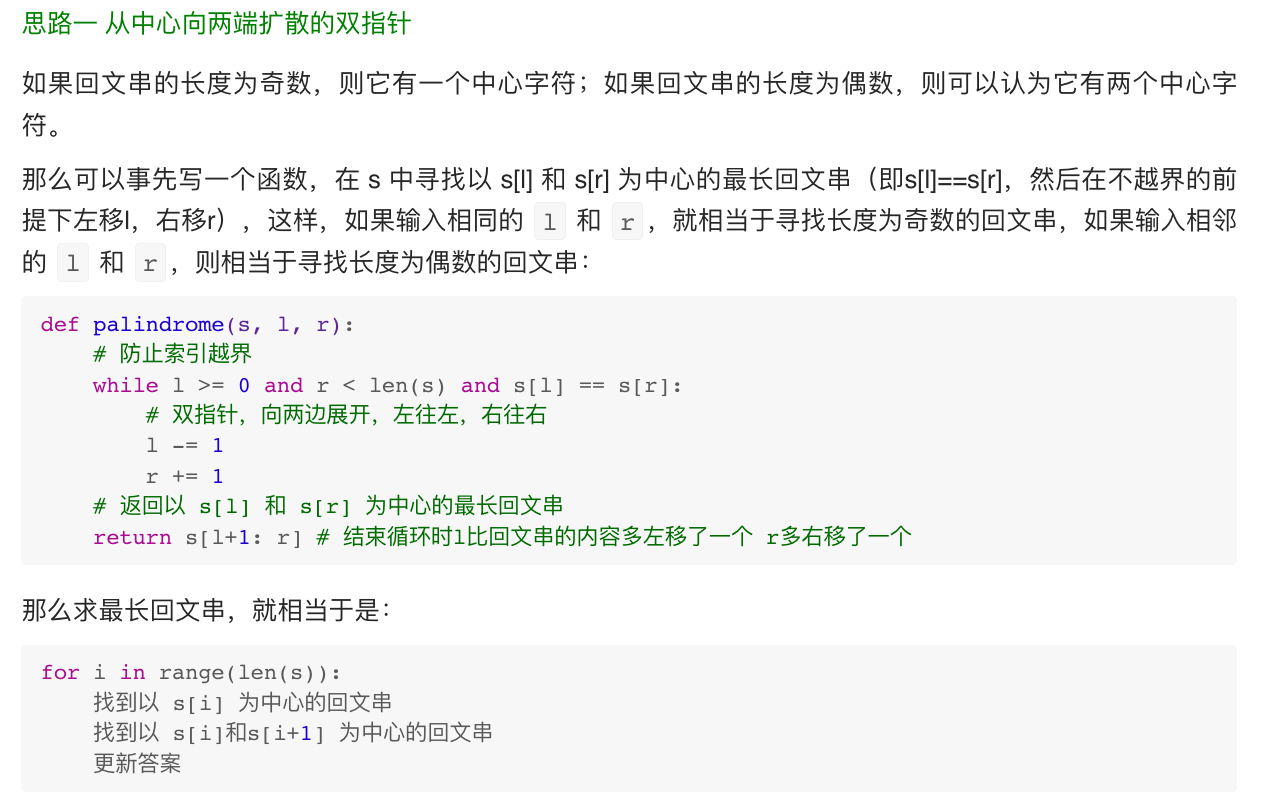 思路一 从中心向两端扩散的双指针
如果回文串的长度为奇数，则它有一个中心字符；如果回文串的长度为偶数，则可以认为它有两个中心字
符。
那么可以事先写一个函数，在 s 中寻找以 s[l] 和 s[r] 为中心的最长回文串（即s[l]==s[r]，然后在不越界的前
提下左移l，右移r），这样，如果输入相同的 l 和 r，就相当于寻找长度为奇数的回文串，如果输入相邻
的 l 和 r，则相当于寻找长度为偶数的回文串：
def palindrome(s, l, r):
    # 防止索引越界
    while l >= 0 and r < len(s) and s[l] == s[r]:
        # 双指针，向两边展开，左往左，右往右
        l -= 1
        r += 1
    # 返回以 s[l] 和 s[r] 为中心的最长回文串
    return s[l+1: r] # 结束循环时l比回文串的内容多左移了一个 r多右移了一个
那么求最长回文串，就相当于是：
for i in range(len(s)):
    找到以 s[i] 为中心的回文串
    找到以 s[i]和s[i+1] 为中心的回文串
    更新答案